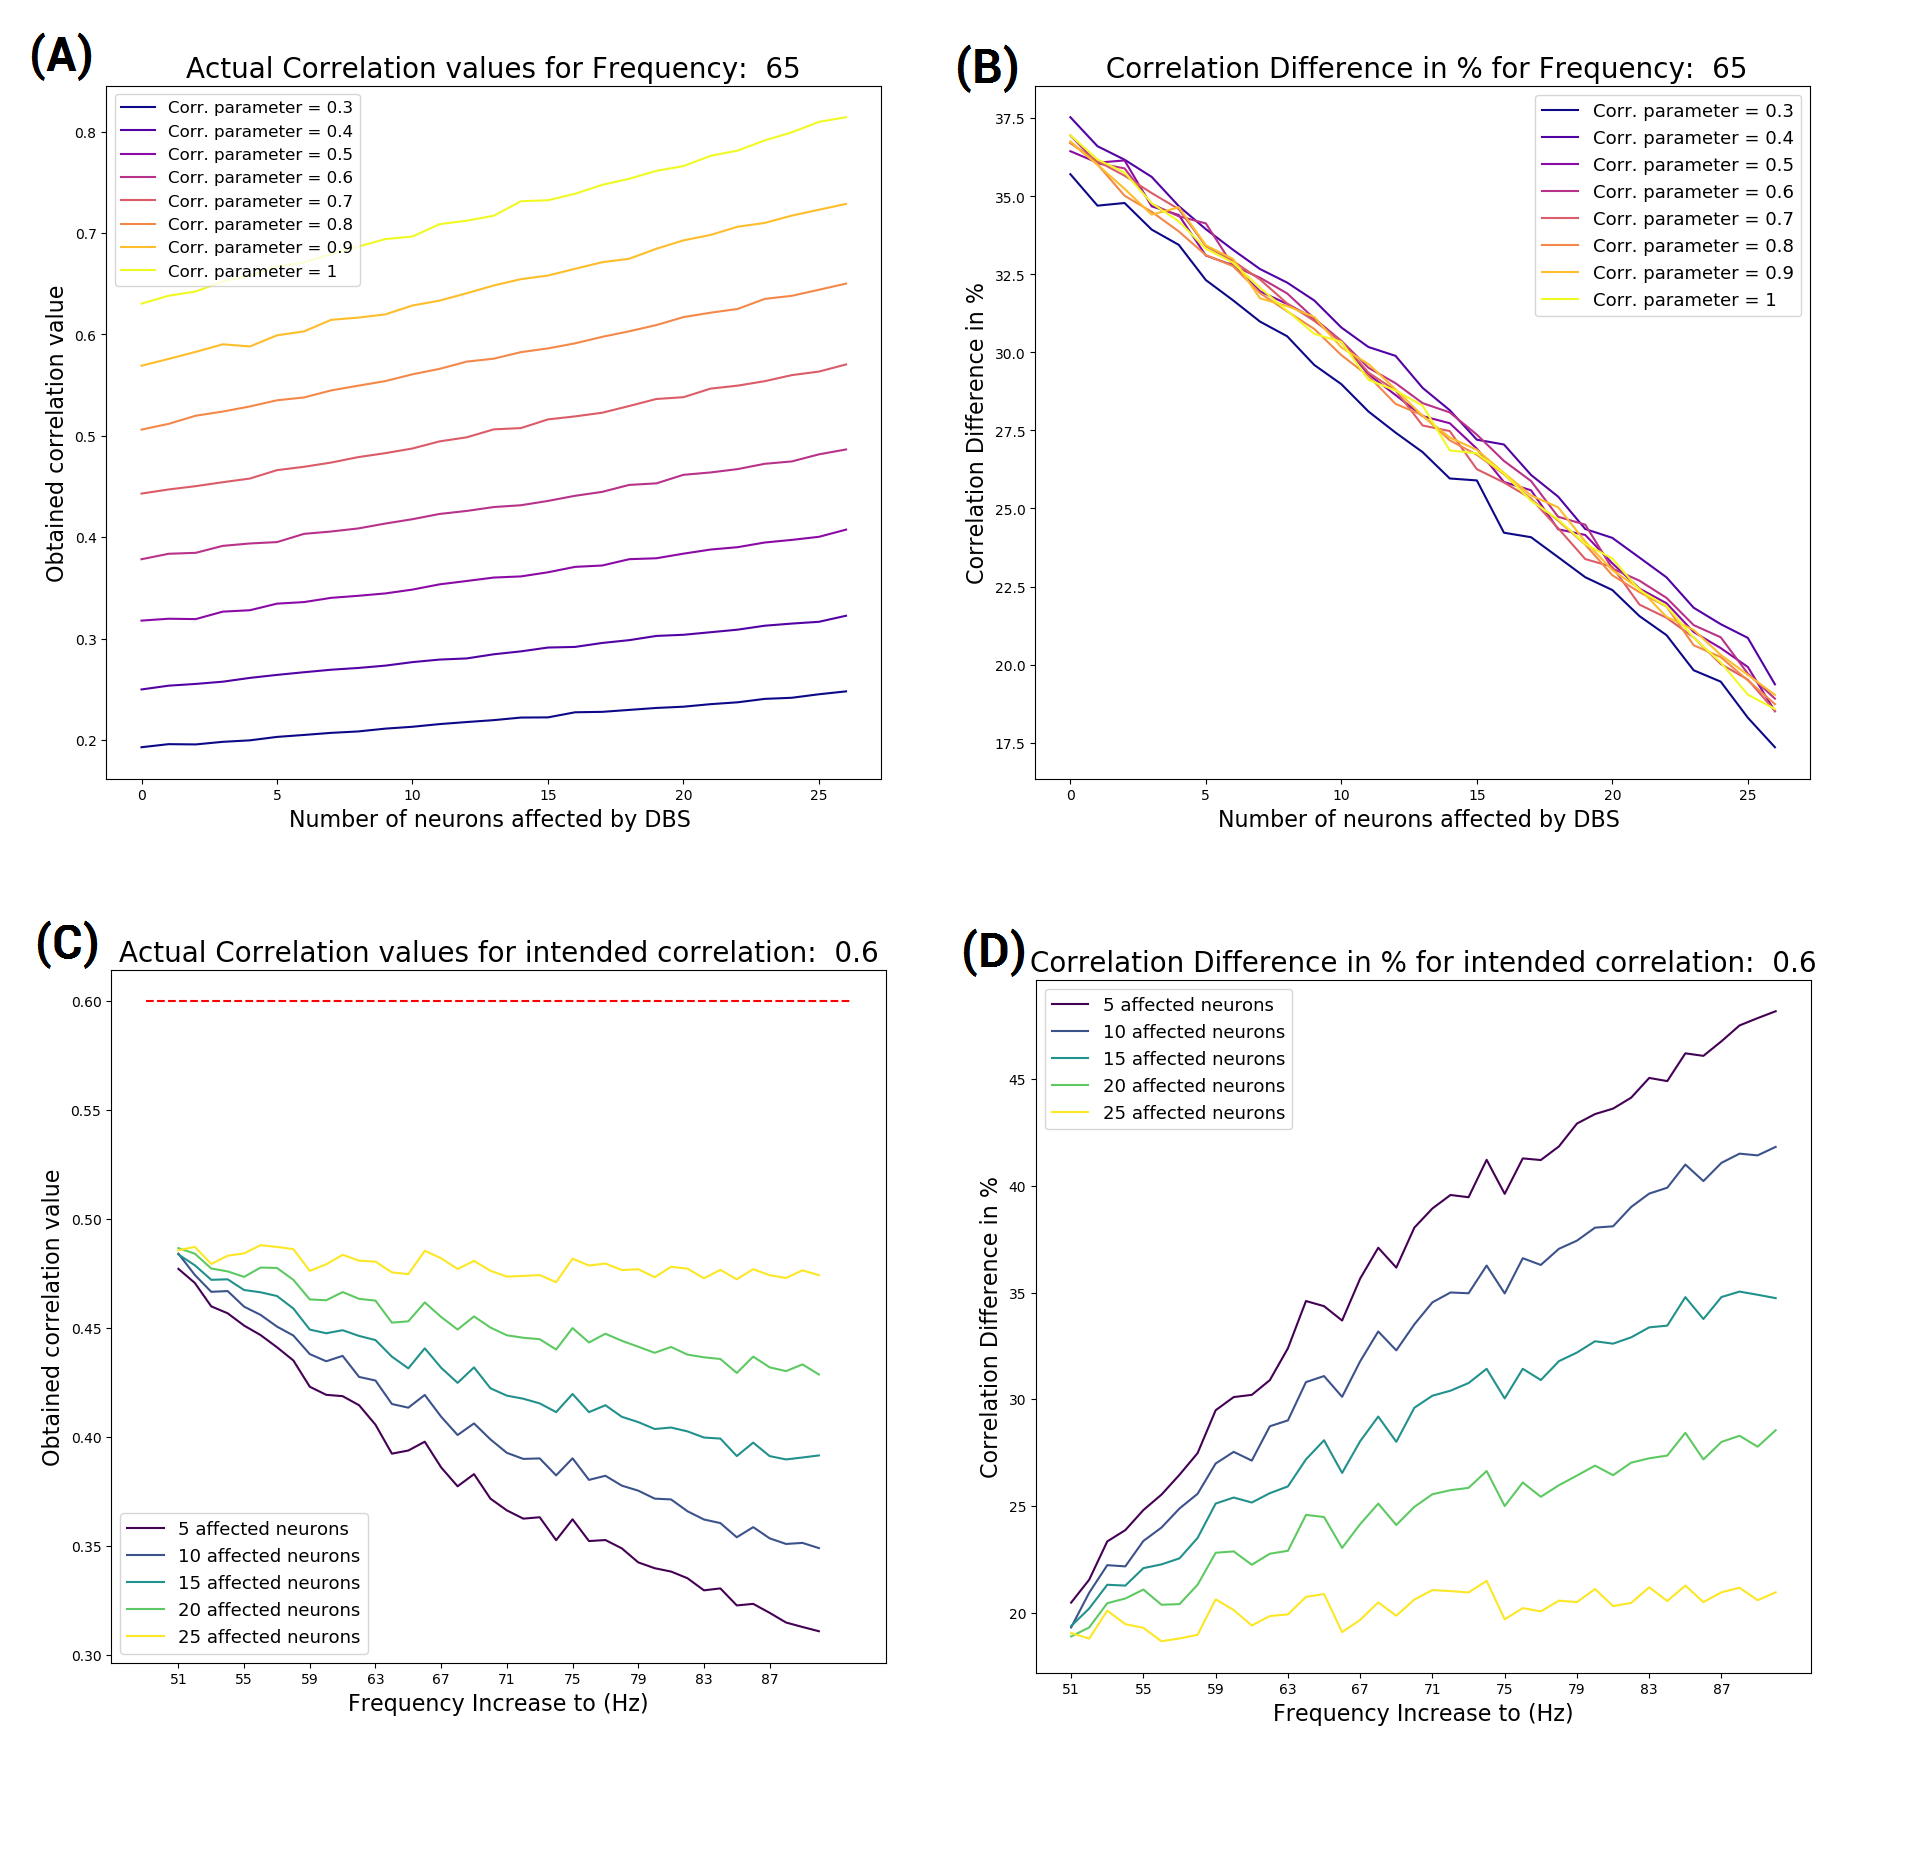 (A)
Actual Correlation values for Frequency:  65
Corr. parameter = 0.3
Corr. parameter = 0.4
Corr. parameter = 0.5
Corr. parameter = 0.6
Corr. parameter = 0.7
Corr. parameter = 0.8
Corr. parameter = 0.9
Corr. parameter = 1
Obtained correlation value
0.8
0.7
0.6
0.5
0.4
0.3
0.2
0 5 10 15 20 25
Number of neurons affected by DBS
(B)
Correlation Difference in % for Frequency:  65
Corr. parameter = 0.3
Corr. parameter = 0.4
Corr. parameter = 0.5
Corr. parameter = 0.6
Corr. parameter = 0.7
Corr. parameter = 0.8
Corr. parameter = 0.9
Corr. parameter = 1
Correlation Difference in %
37.5
35.0
32.5
30.0
27.5
25.0
22.5
20.0
17.5
0 5 10 15 20 25
Number of neurons affected by DBS
(C)
Actual Correlation values for intended correlation:  0.6
Obtained correlation value
0.60
0.55
0.50
0.45
0.40
0.35
0.30
5 affected neurons
10 affected neurons
15 affected neurons
20 affected neurons
25 affected neurons
51 55 59 63 67 71 75 79 83 87
Frequency Increase to (Hz)
(D)
Correlation Difference in % for intended correlation:  0.6
5 affected neurons
10 affected neurons
15 affected neurons
20 affected neurons
25 affected neurons
Correlation Difference in %
45
40
35
30
25
20
51 55 59 63 67 71 75 79 83 87
Frequency Increase to (Hz)